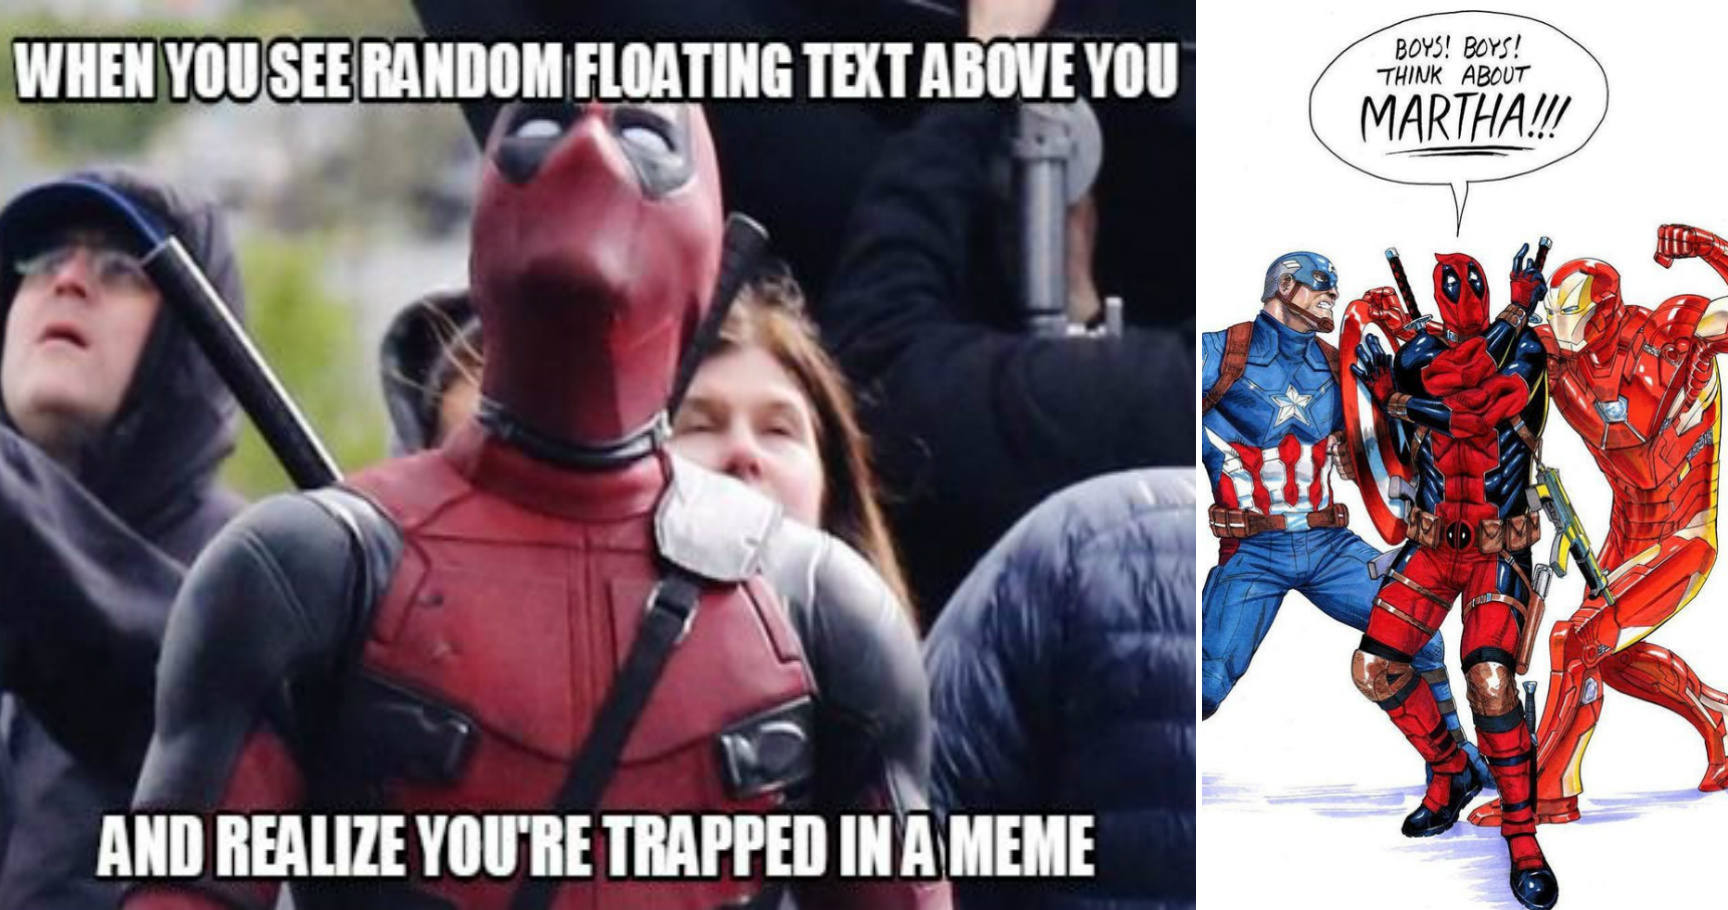 WHEN YOU SEE RANDOM FLOATING TEXT ABOVE YOU
AND REALIZE YOU'RE TRAPPED IN A MEME
BOYS! BOYS!
THINK ABOUT
MARTHA!!!